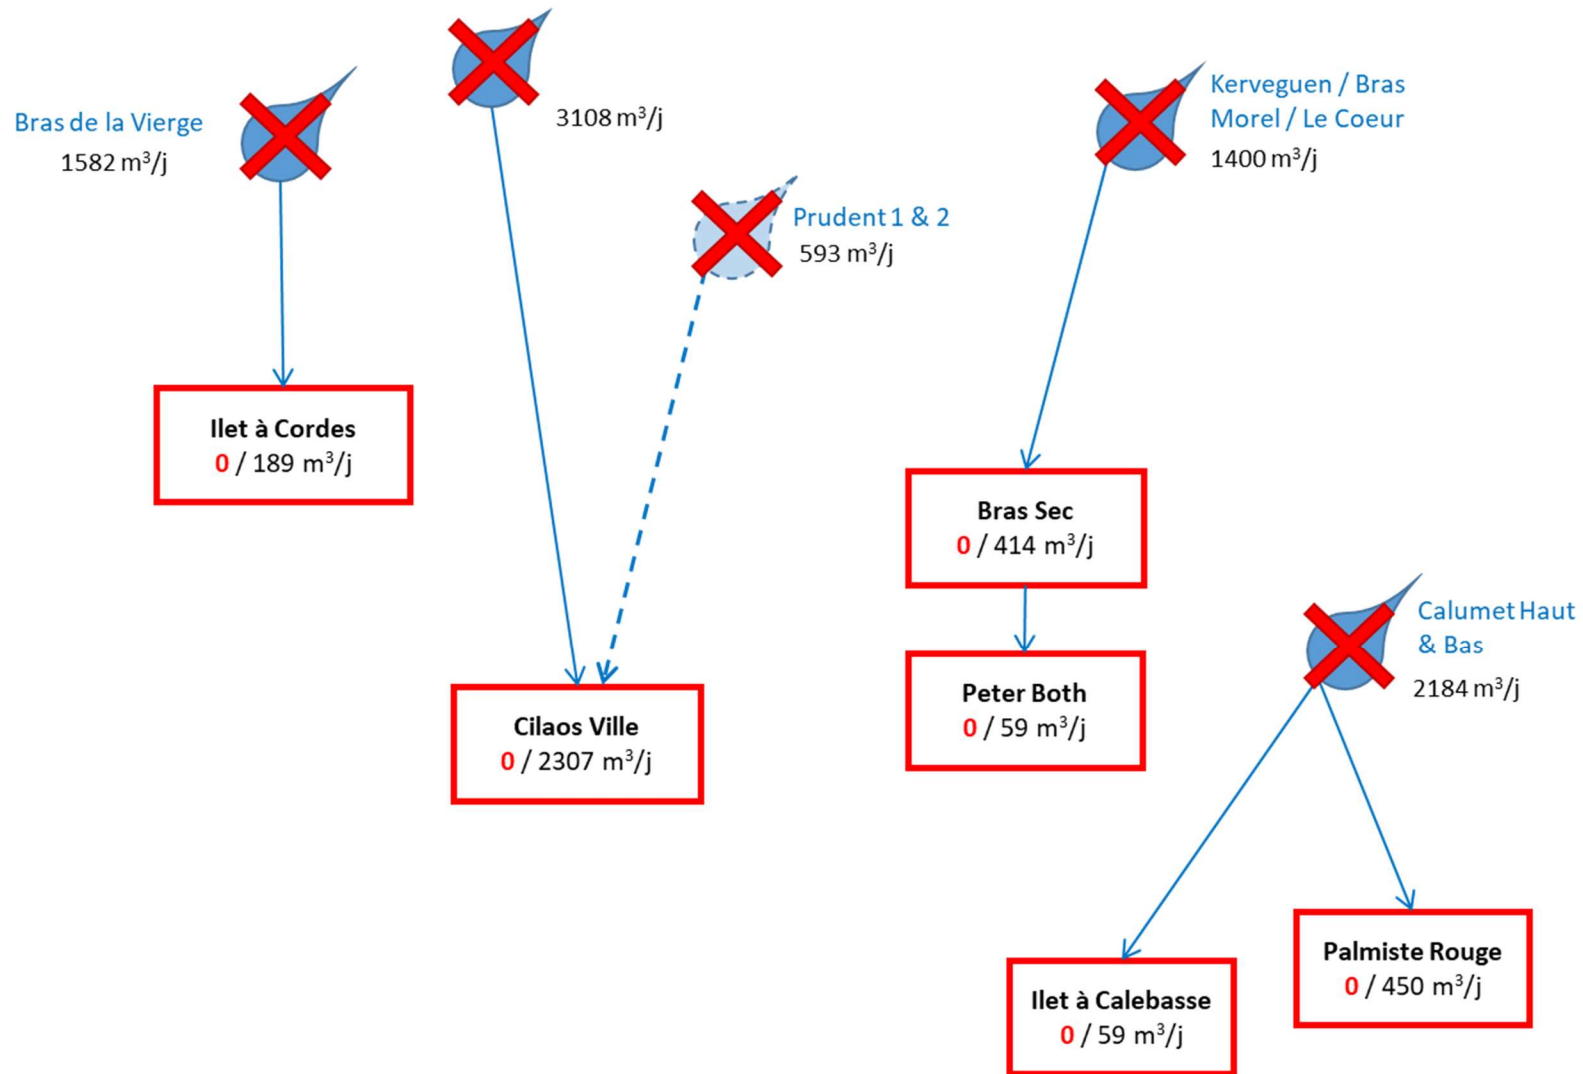 Bras de la Vierge
1582 m³/j
3108 m³/j
Prudent 1 & 2
593 m³/j
Kerveguen / Bras
Morel / Le Coeur
1400 m³/j
Ilet à Cordes
0 / 189 m³/j
Bras Sec
0 / 414 m³/j
Calumet Haut
& Bas
2184 m³/j
Peter Both
0 / 59 m³/j
Cilaos Ville
0 / 2307 m³/j
Palmiste Rouge
0 / 450 m³/j
Ilet à Calebasse
0 / 59 m³/j